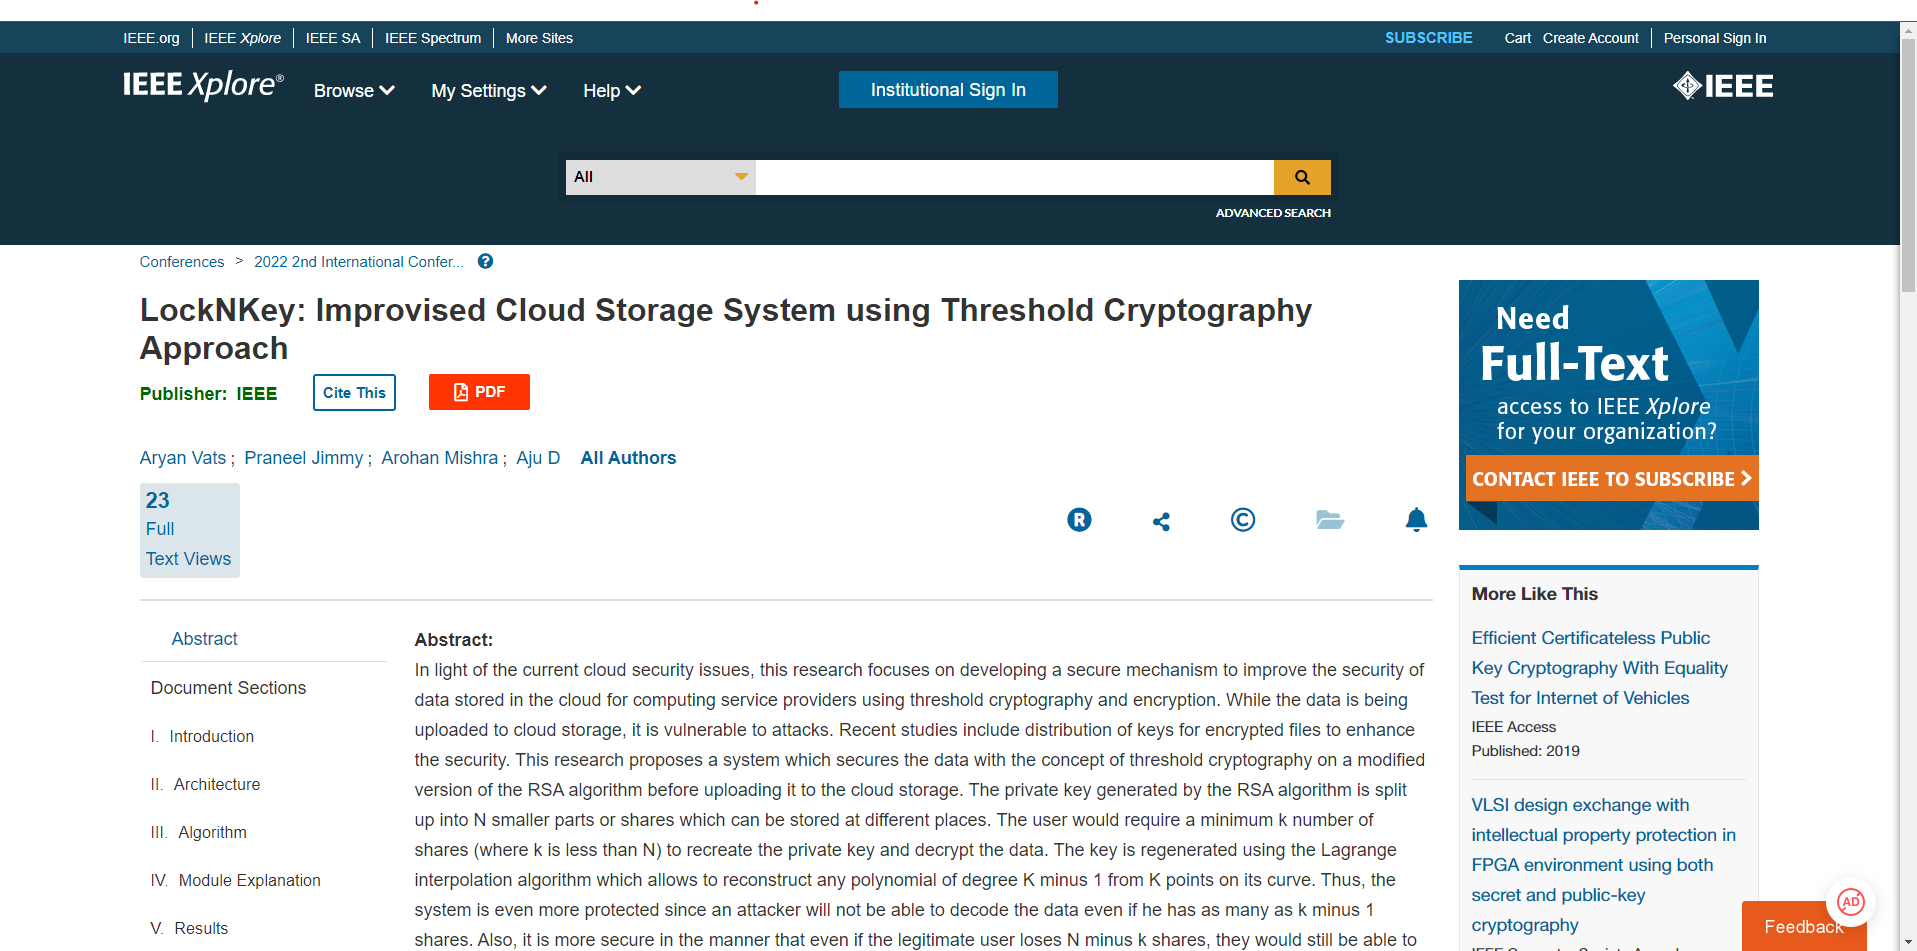 IEEE.org IEEE Xplore IEEE SA IEEE Spectrum More Sites SUBSCRIBE Cart Create Account Personal Sign In
IEEE Xplore® Browse My Settings Help Institutional Sign In IEEE
All
ADVANCED SEARCH
Conferences > 2022 2nd International Confer... ?
LockNKey: Improvised Cloud Storage System using Threshold Cryptography
Approach
Publisher: IEEE Cite This PDF
Aryan Vats ; Praneel Jimmy ; Arohan Mishra ; Aju D All Authors
23
Full
Text Views
R ©
Abstract
Document Sections
I. Introduction
II. Architecture
III. Algorithm
IV. Module Explanation
V. Results
Abstract:
In light of the current cloud security issues, this research focuses on developing a secure mechanism to improve the security of
data stored in the cloud for computing service providers using threshold cryptography and encryption. While the data is being
uploaded to cloud storage, it is vulnerable to attacks. Recent studies include distribution of keys for encrypted files to enhance
the security. This research proposes a system which secures the data with the concept of threshold cryptography on a modified
version of the RSA algorithm before uploading it to the cloud storage. The private key generated by the RSA algorithm is split
up into N smaller parts or shares which can be stored at different places. The user would require a minimum k number of
shares (where k is less than N) to recreate the private key and decrypt the data. The key is regenerated using the Lagrange
interpolation algorithm which allows to reconstruct any polynomial of degree K minus 1 from K points on its curve. Thus, the
system is even more protected since an attacker will not be able to decode the data even if he has as many as k minus 1
shares. Also, it is more secure in the manner that even if the legitimate user loses N minus k shares, they would still be able to
Need
Full-Text
access to IEEE Xplore
for your organization?
CONTACT IEEE TO SUBSCRIBE
More Like This
Efficient Certificateless Public
Key Cryptography With Equality
Test for Internet of Vehicles
IEEE Access
Published: 2019
VLSI design exchange with
intellectual property protection in
FPGA environment using both
secret and public-key
cryptography
AD
Feedback